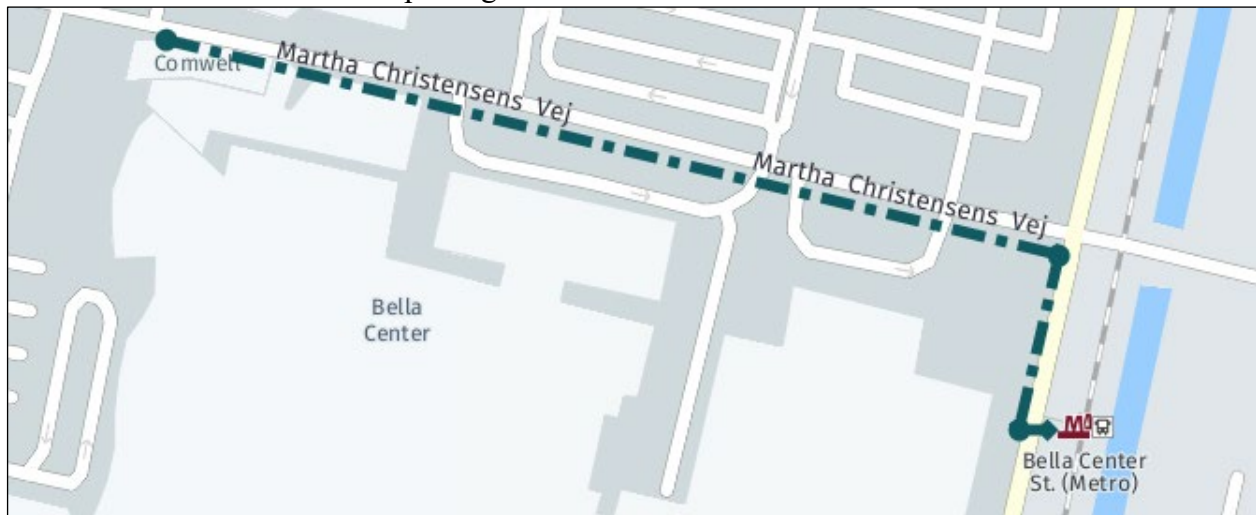 Comwell
Martha Christensens Vej
Martha Christensens Vej
Bella
Center
M
Bella Center
St. (Metro)